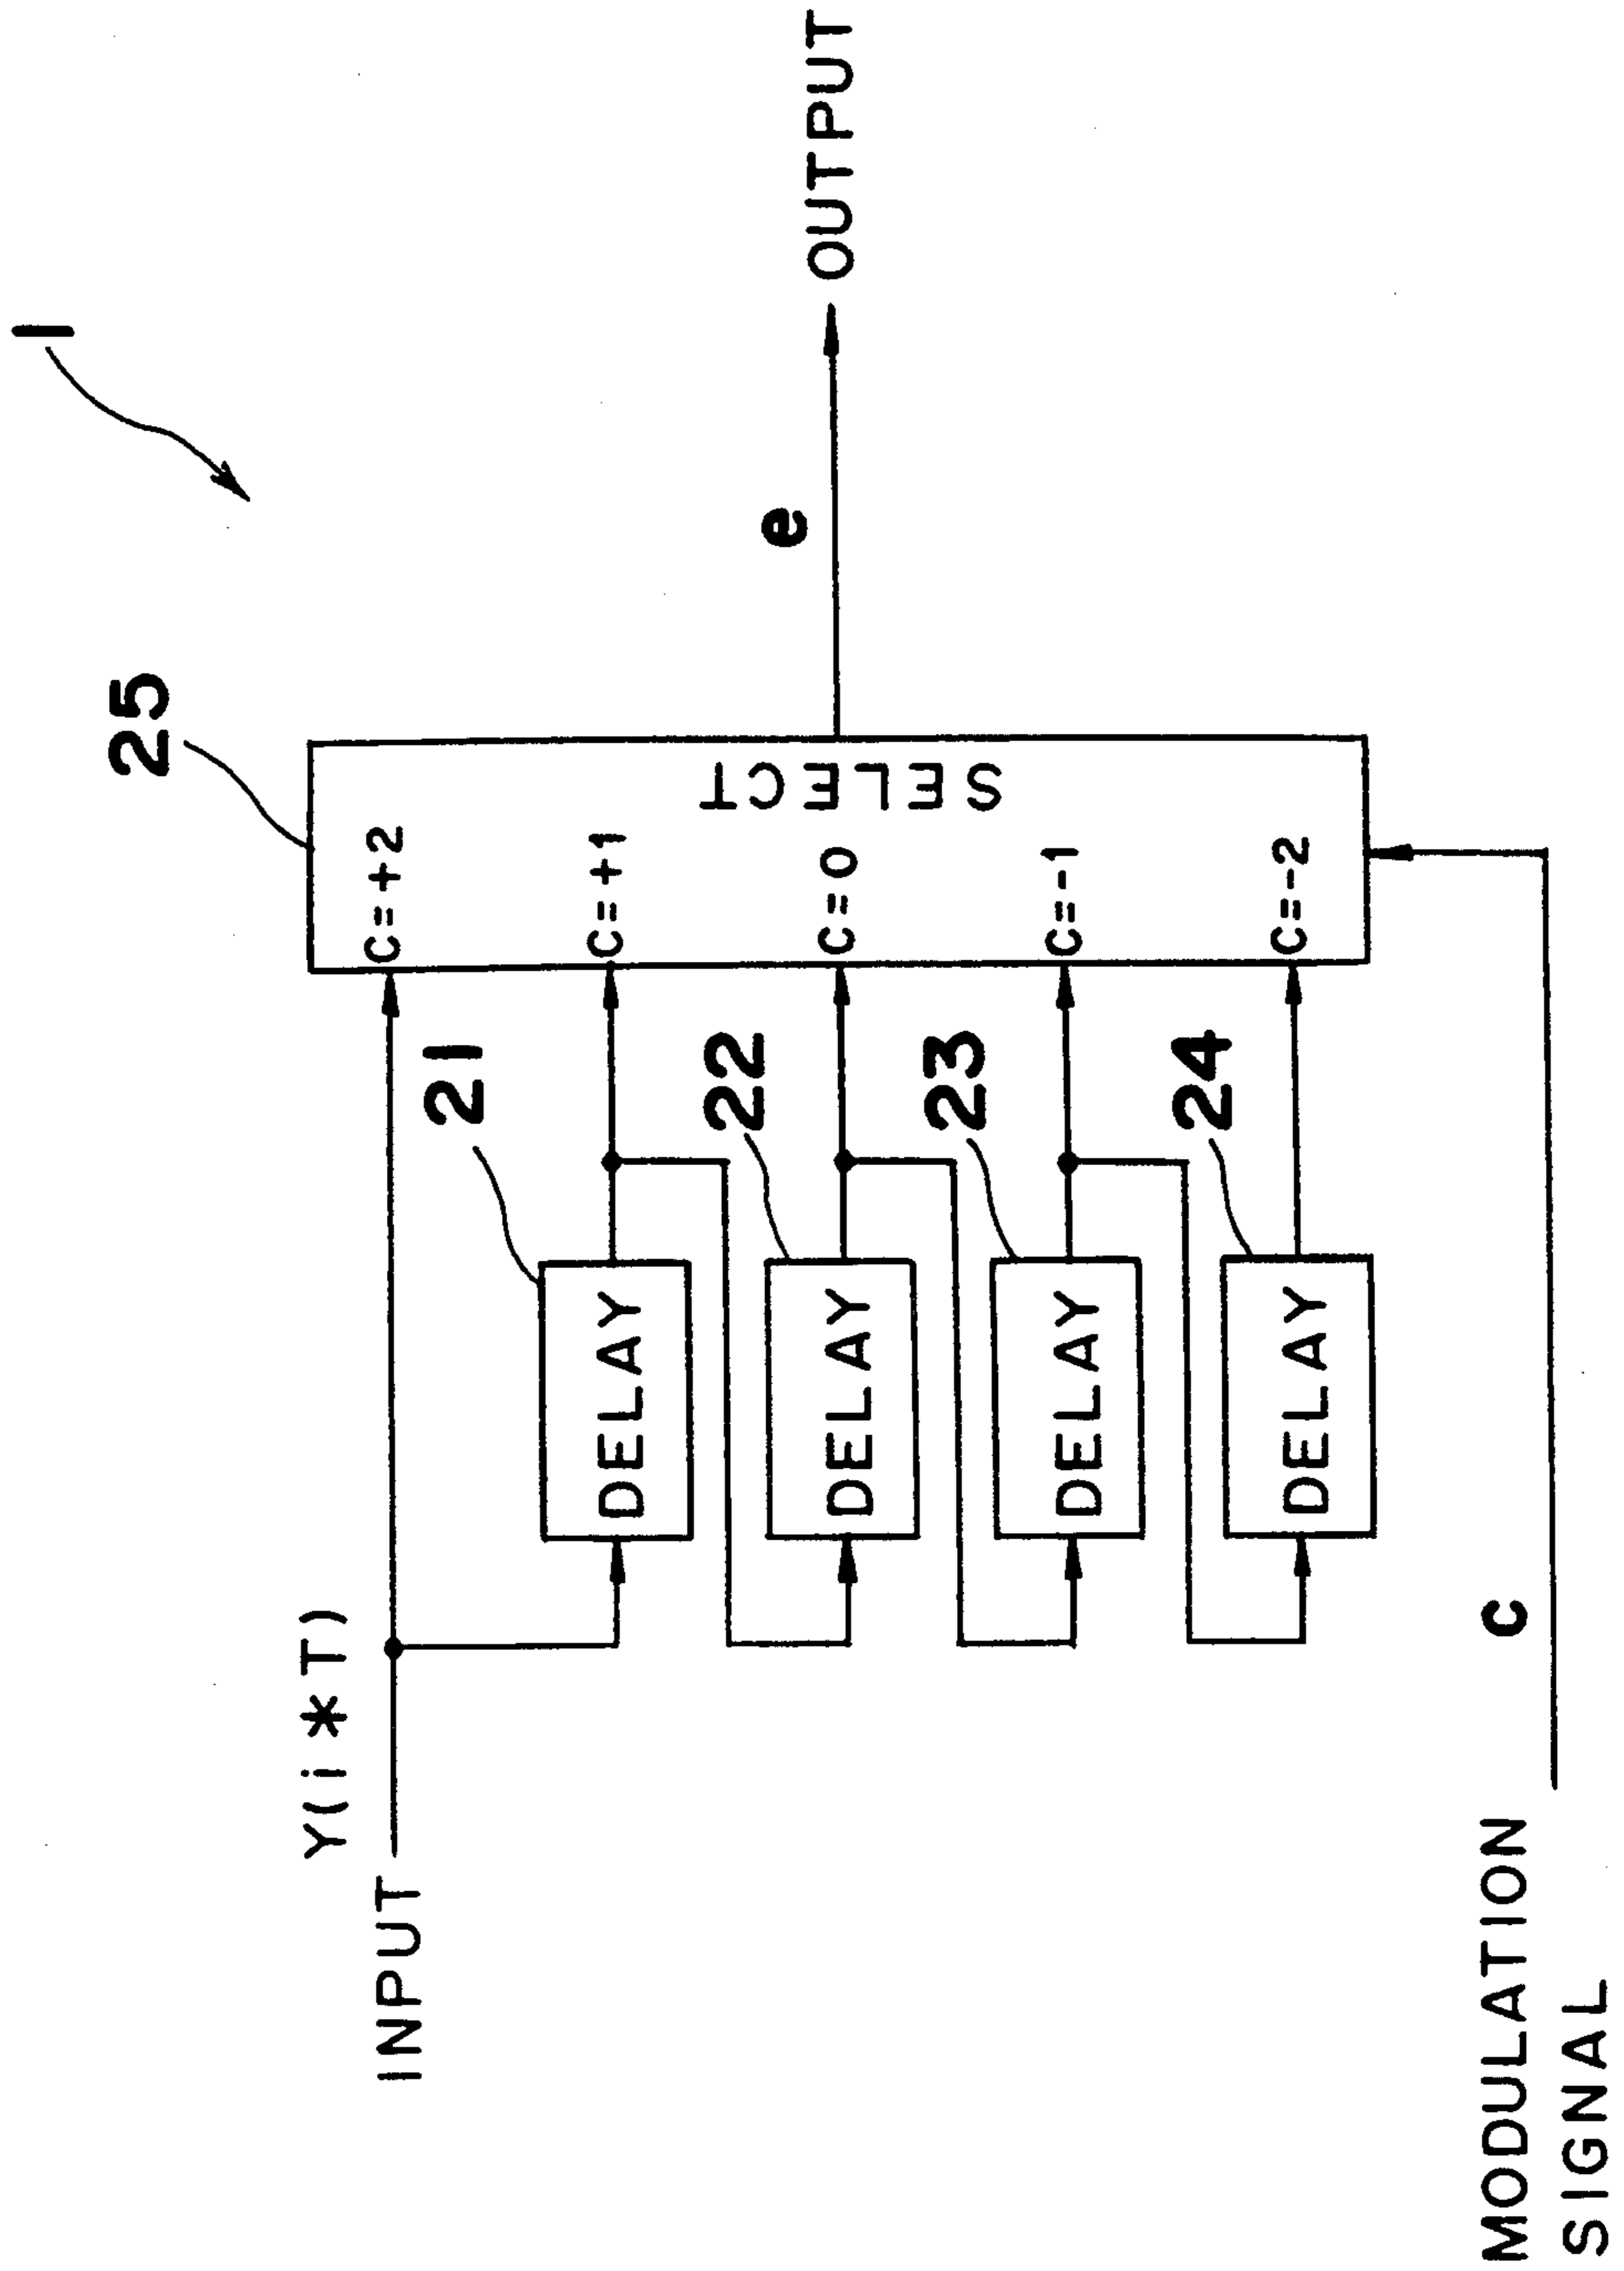 1
25
Y(i*T)
INPUT
C=+2
21
DELAY
C=+1
22
DELAY
C=0
SELECT
e
OUTPUT
23
DELAY
C=-1
24
DELAY
C=-2
MODULATION
SIGNAL
c